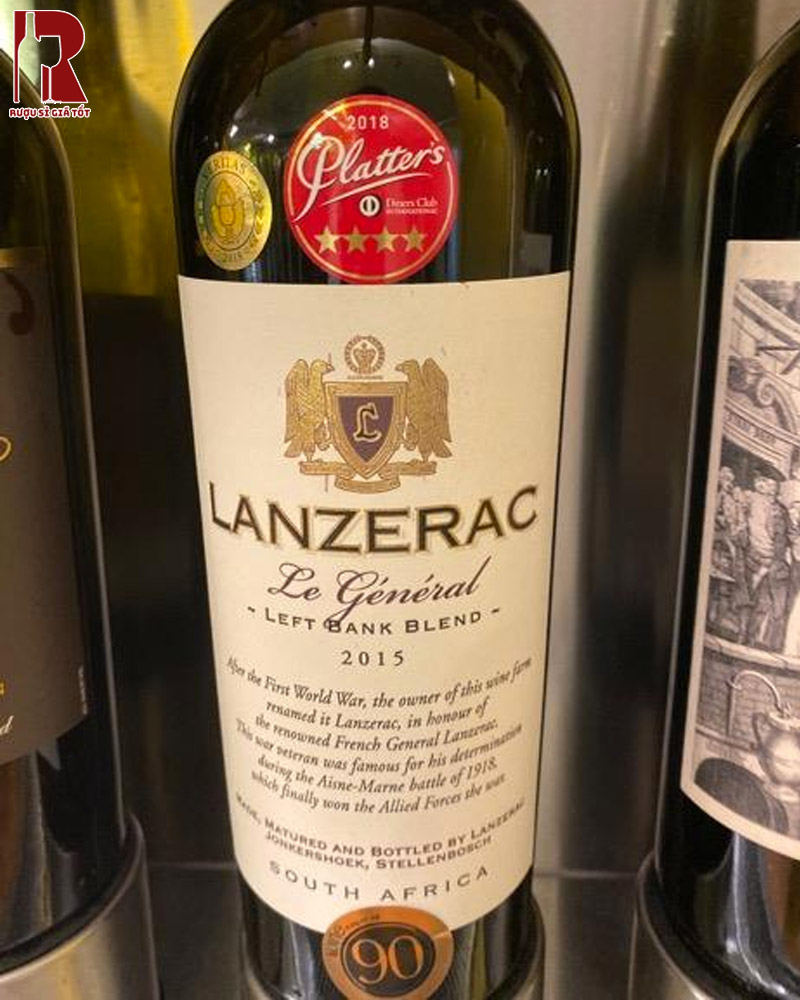 R
RƯỢU SỈ GIÁ TỐT
2018
Platter's
Diners Club
INTERNATIONAL
VERITAS
2018
L
LANZERAC
Le Général
~ LEFT BANK BLEND ~
2015
After the First World War, the owner of this wine farm
renamed it Lanzerac, in honour of
the renowned French General Lanzerac.
This war veteran was famous for his determination
during the Aisne-Marne battle of 1918,
which finally won the Allied Forces the war.
MADE, MATURED AND BOTTLED BY LANZERAC
JONKERSHOEK, STELLENBOSCH
SOUTH AFRICA
90